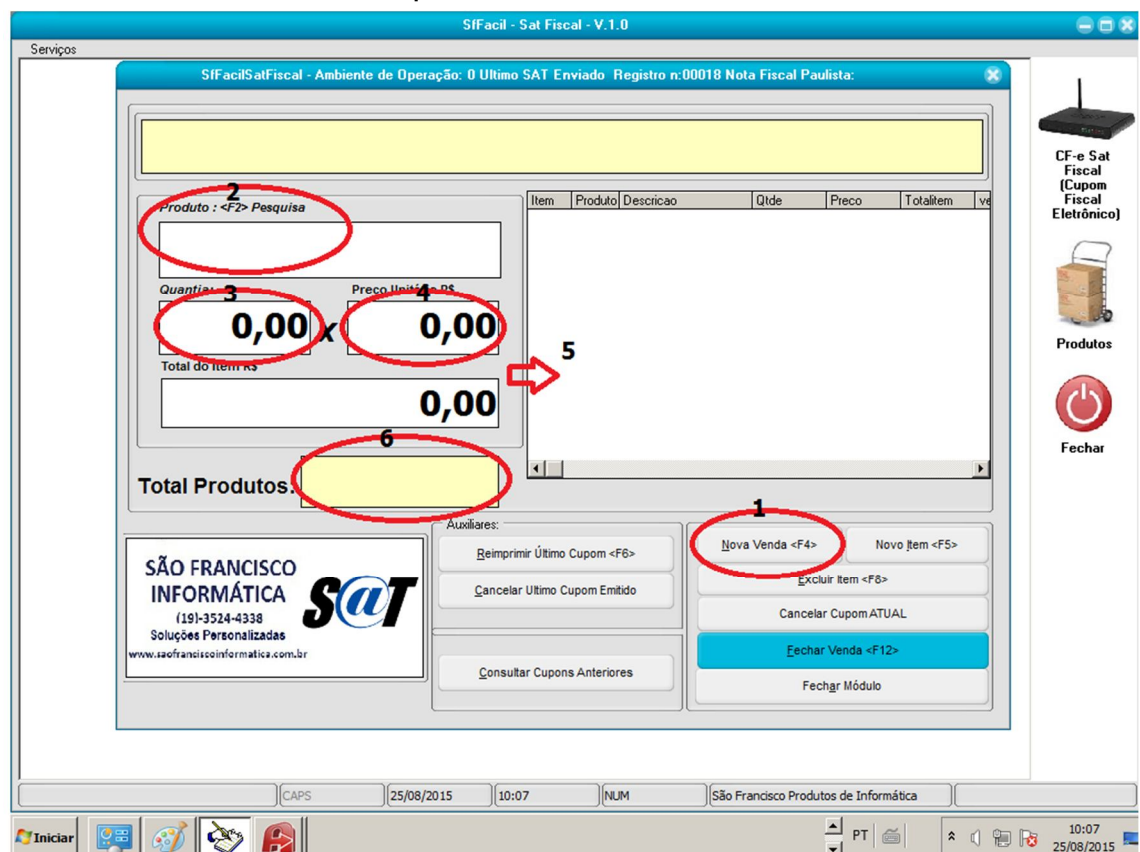 SfFacil - Sat Fiscal - V.1.0
Serviços
SfFacilSatFiscal - Ambiente de Operação: 0 Ultimo SAT Enviado Registro n:00018 Nota Fiscal Paulista:
2
Produto : <F2> Pesquisa
Item Produto Descricao Qtde Preco Totalitem ve
3
4
0,00 x 0,00
5
Total do Item R$
0,00
6
Total Produtos:
1
Auxiliares:
Reimprimir Último Cupom <F6>
Cancelar Ultimo Cupom Emitido
Consultar Cupons Anteriores
Nova Venda <F4>
Novo Item <F5>
Excluir Item <F8>
Cancelar Cupom ATUAL
Fechar Venda <F12>
Fechar Módulo
SÃO FRANCISCO
INFORMÁTICA
(19)-3524-4338
Soluções Personalizadas
www.saofranciscoinformatica.com.br
S@T
CF-e Sat
Fiscal
(Cupom
Fiscal
Eletrônico)
Produtos
Fechar
CAPS 25/08/2015 10:07 NUM São Francisco Produtos de Informática
Iniciar
PT
10:07
25/08/2015